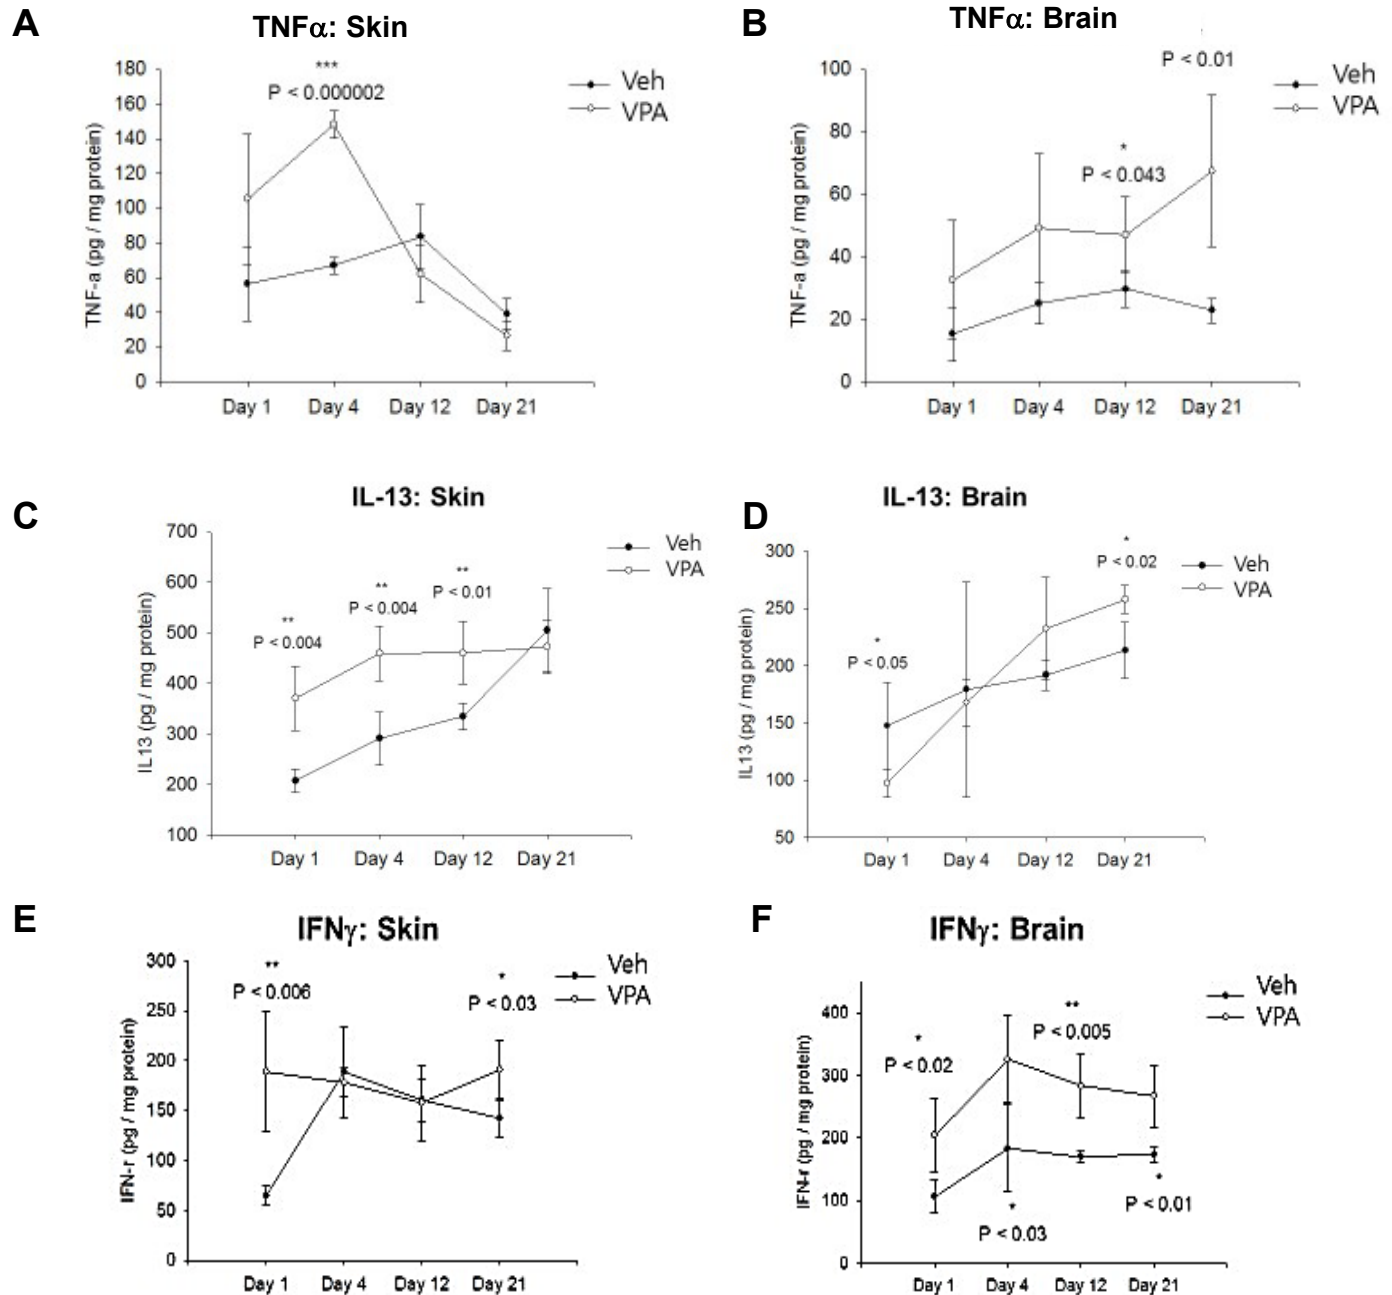 A
TNFα: Skin
180
160
140
120
100
80
60
40
20
0
TNF-a (pg / mg protein)
***
P < 0.000002
Veh
VPA
Day 1 Day 4 Day 12 Day 21
B
TNFα: Brain
100
80
60
40
20
0
TNF-a (pg / mg protein)
*
P < 0.043
P < 0.01
Veh
VPA
Day 1 Day 4 Day 12 Day 21
C
IL-13: Skin
700
600
500
400
300
200
100
IL13 (pg / mg protein)
**
P < 0.004
**
P < 0.004
**
P < 0.01
Veh
VPA
Day 1 Day 4 Day 12 Day 21
D
IL-13: Brain
300
250
200
150
100
50
IL13 (pg / mg protein)
*
P < 0.05
*
P < 0.02
Veh
VPA
Day 1 Day 4 Day 12 Day 21
E
IFNγ: Skin
300
250
200
150
100
50
0
IFN-r (pg / mg protein)
**
P < 0.006
*
P < 0.03
Veh
VPA
Day 1 Day 4 Day 12 Day 21
F
IFNγ: Brain
400
300
200
100
0
IFN-r (pg / mg protein)
*
P < 0.02
**
P < 0.005
*
P < 0.03
*
P < 0.01
Veh
VPA
Day 1 Day 4 Day 12 Day 21